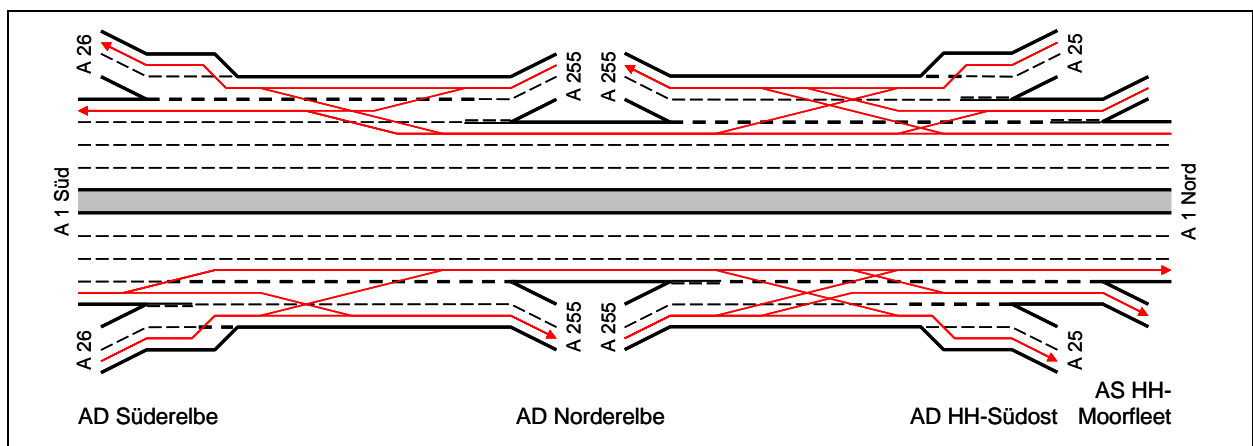 A 26
A 255
A 255
A 25
A 1 Süd
A 1 Nord
A 26
A 255
A 255
A 25
AD Süderelbe
AD Norderelbe
AD HH-Südost
AS HH-
Moorfleet